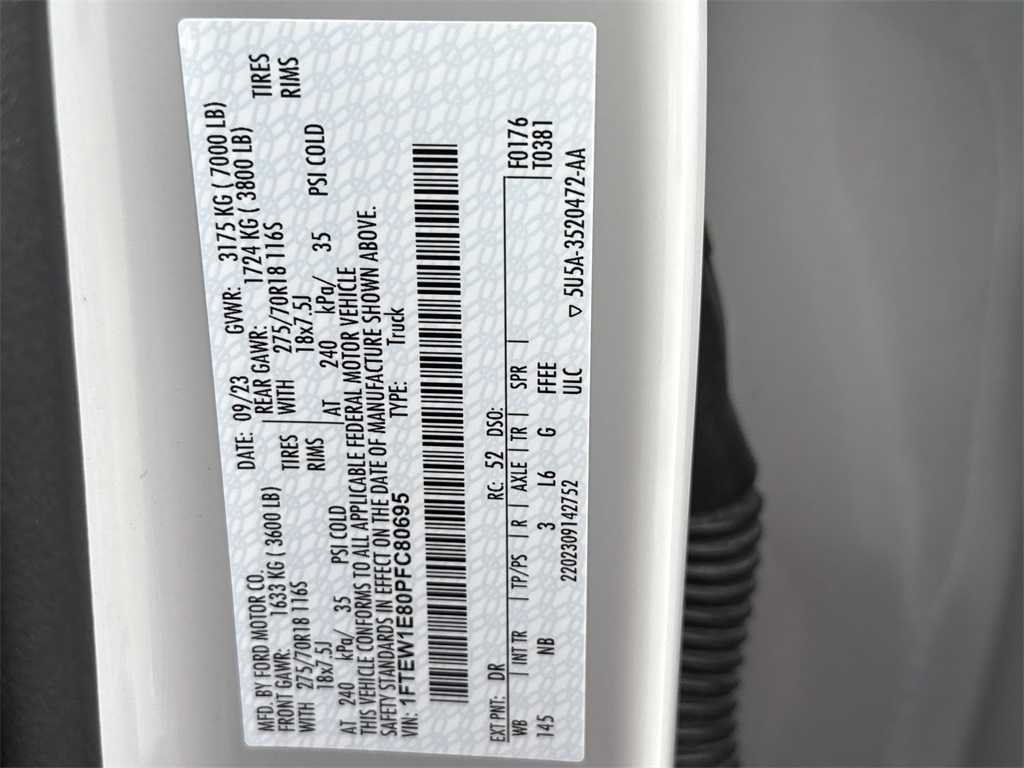 MFD. BY FORD MOTOR CO. DATE: 09/23 GVWR: 3175 KG ( 7000 LB)
FRONT GAWR: 1633 KG ( 3600 LB) REAR GAWR: 1724 KG ( 3800 LB)
WITH 275/70R18 116S TIRES WITH 275/70R18 116S TIRES
18x7.5J RIMS 18x7.5J RIMS
AT 240 kPa/ 35 PSI COLD AT 240 kPa/ 35 PSI COLD
THIS VEHICLE CONFORMS TO ALL APPLICABLE FEDERAL MOTOR VEHICLE
SAFETY STANDARDS IN EFFECT ON THE DATE OF MANUFACTURE SHOWN ABOVE.
VIN: 1FTEW1E80PFC80695 TYPE: Truck
EXT PNT: DR RC: 52 DSO: F0176
WB | INT TR | TP/PS | R | AXLE | TR | SPR | T0381
145 NB 3 L6 G FFEE
2202309142752 ULC ▽ 5U5A-3520472-AA